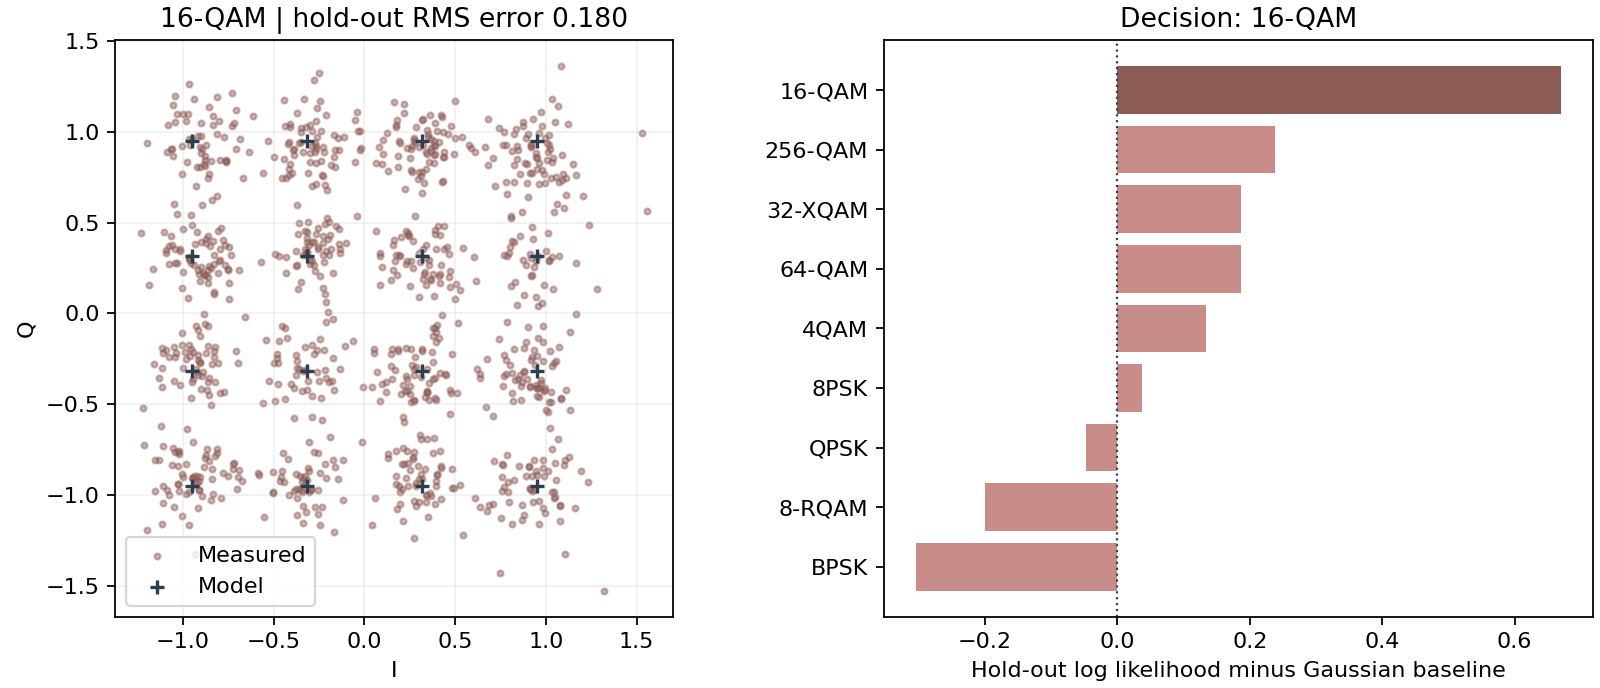 16-QAM | hold-out RMS error 0.180
1.5
1.0
0.5
0.0
−0.5
−1.0
−1.5
Q
Measured
Model
−1.0
−0.5
0.0
0.5
1.0
1.5
I
Decision: 16-QAM
16-QAM
256-QAM
32-XQAM
64-QAM
4QAM
8PSK
QPSK
8-RQAM
BPSK
−0.2
0.0
0.2
0.4
0.6
Hold-out log likelihood minus Gaussian baseline